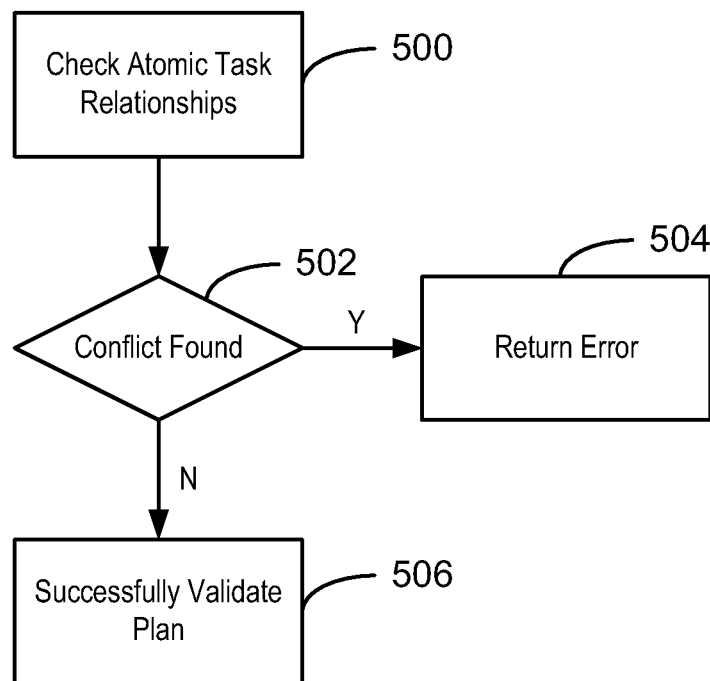 Check Atomic Task
Relationships
500
502
Conflict Found
Y
504
Return Error
N
Successfully Validate
Plan
506